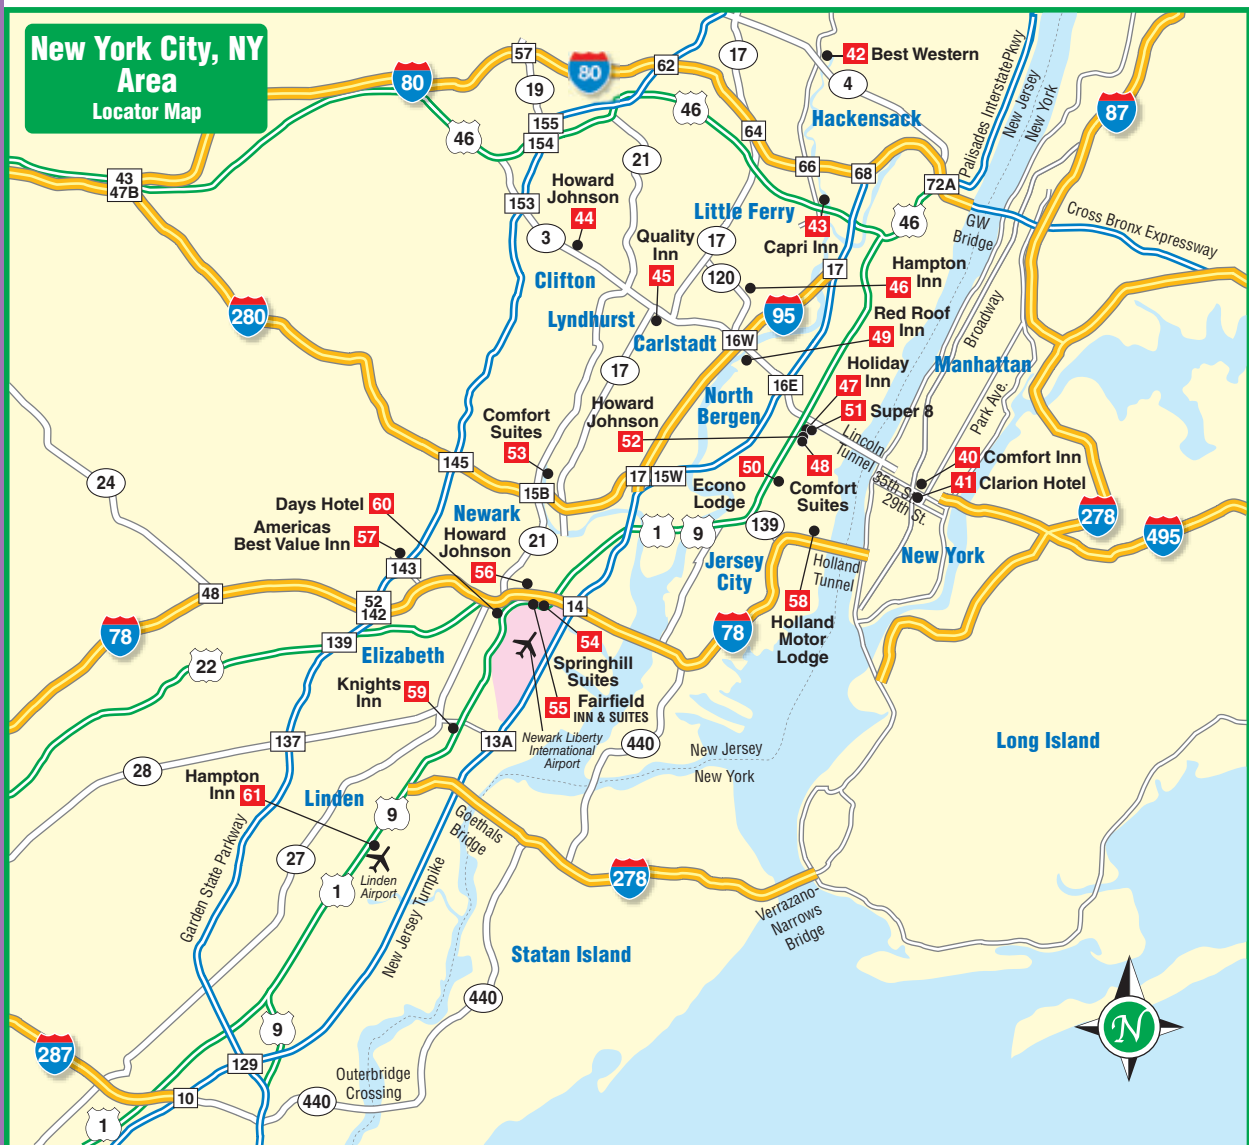 New York City, NY
Area
Locator Map
57
80
80
62
17
42 Best Western
4
19
46
155
154
46
64
Hackensack
Palisades InterstatePkwy
New Jersey
New York
87
21
66
68
72A
43
47B
Howard
Johnson
44
153
3
Little Ferry
43
Capri Inn
46
GW
Bridge
Cross Bronx Expressway
Quality
Inn
45
17
120
17
Hampton
Inn
46
Clifton
280
Lyndhurst
95
Red Roof
Inn
49
Broadway
Carlstadt
16W
Manhattan
17
Holiday
Inn
47
North
Bergen
16E
Park Ave.
Howard
Johnson
52
51 Super 8
Comfort
Suites
53
Lincoln
Tunnel
145
17
15W
50
Econo
Lodge
48
Comfort
Suites
35th St.
29th St.
40 Comfort Inn
41 Clarion Hotel
24
15B
Days Hotel 60
Newark
278
495
Americas
Best Value Inn 57
Howard
Johnson
56
21
1
9
139
143
Jersey
City
Holland
Tunnel
New York
48
52
142
14
58
Holland
Motor
Lodge
78
78
139
22
Elizabeth
54
Springhill
Suites
Knights
Inn
59
55 Fairfield
INN & SUITES
137
13A
Newark Liberty
International
Airport
440
New Jersey
New York
Long Island
28
Hampton
Inn 61
Linden
9
Goethals
Bridge
Garden State Parkway
27
1
Linden
Airport
New Jersey Turnpike
278
Verrazano-
Narrows
Bridge
Statan Island
440
9
N
287
129
Outerbridge
Crossing
10
440
1